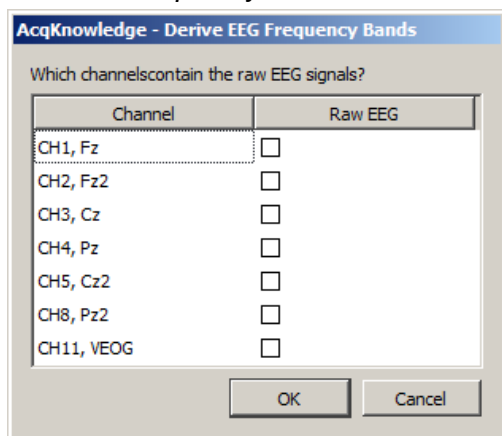 AcqKnowledge - Derive EEG Frequency Bands
Which channelscontain the raw EEG signals?
Channel Raw EEG
CH1, Fz
CH2, Fz2
CH3, Cz
CH4, Pz
CH5, Cz2
CH8, Pz2
CH11, VEOG
OK Cancel